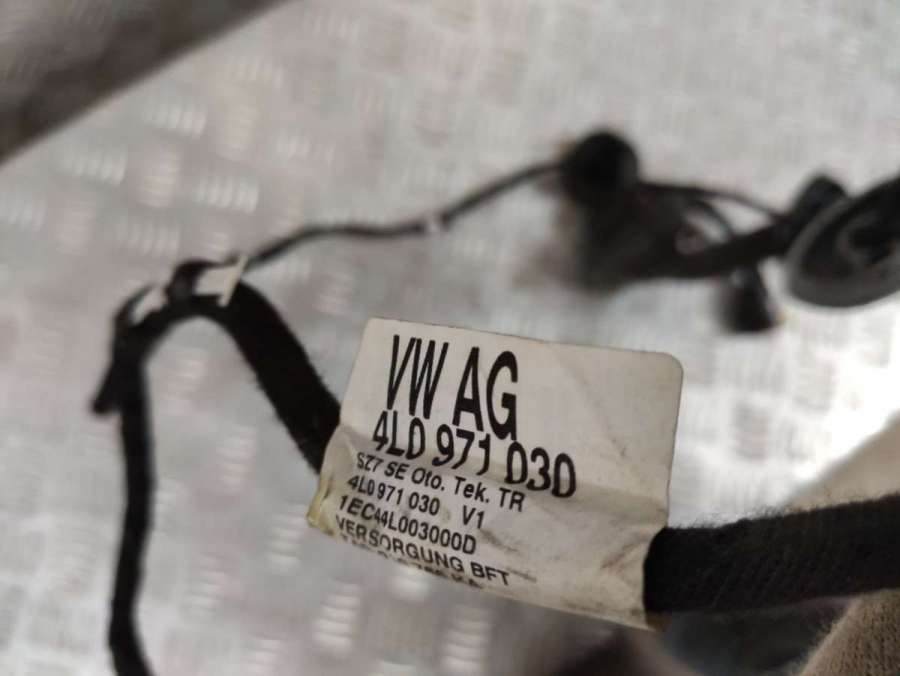 VW AG
4L0 971 030
SZ7 SE Oto. Tek. TR
4L0 971 030 V1
1EC44L003000D
VERSORGUNG BFT